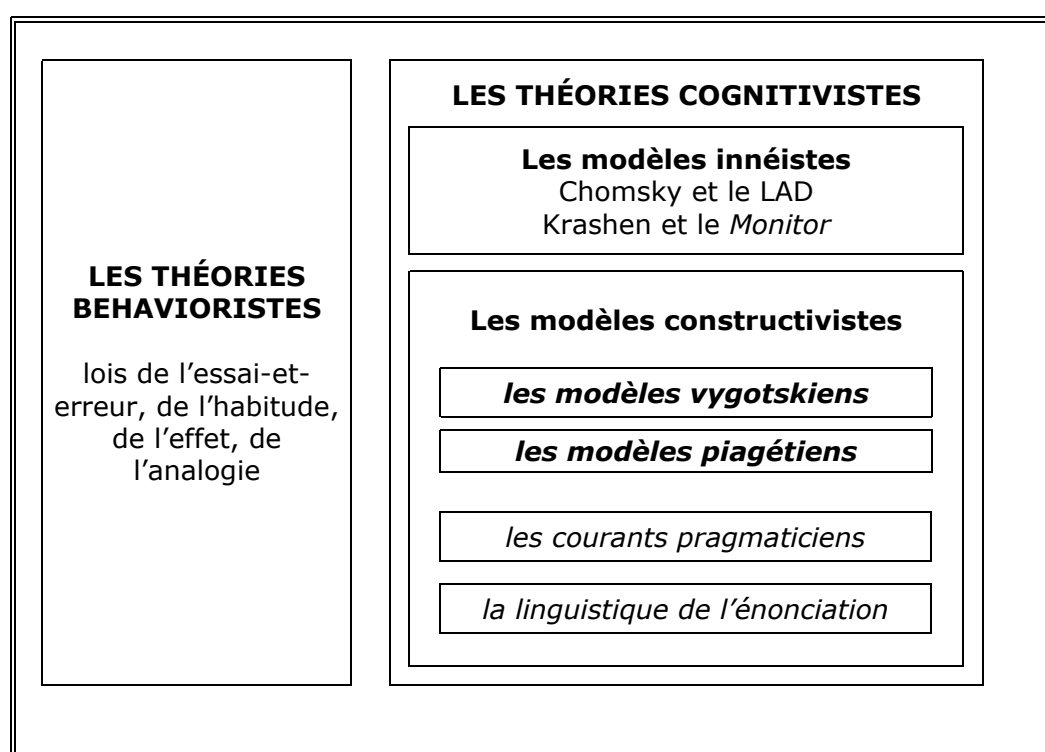 LES THÉORIES
BEHAVIORISTES
lois de l’essai-et-
erreur, de l’habitude,
de l’effet, de
l’analogie
LES THÉORIES COGNITIVISTES
Les modèles innéistes
Chomsky et le LAD
Krashen et le Monitor
Les modèles constructivistes
les modèles vygotskiens
les modèles piagétiens
les courants pragmaticiens
la linguistique de l’énonciation